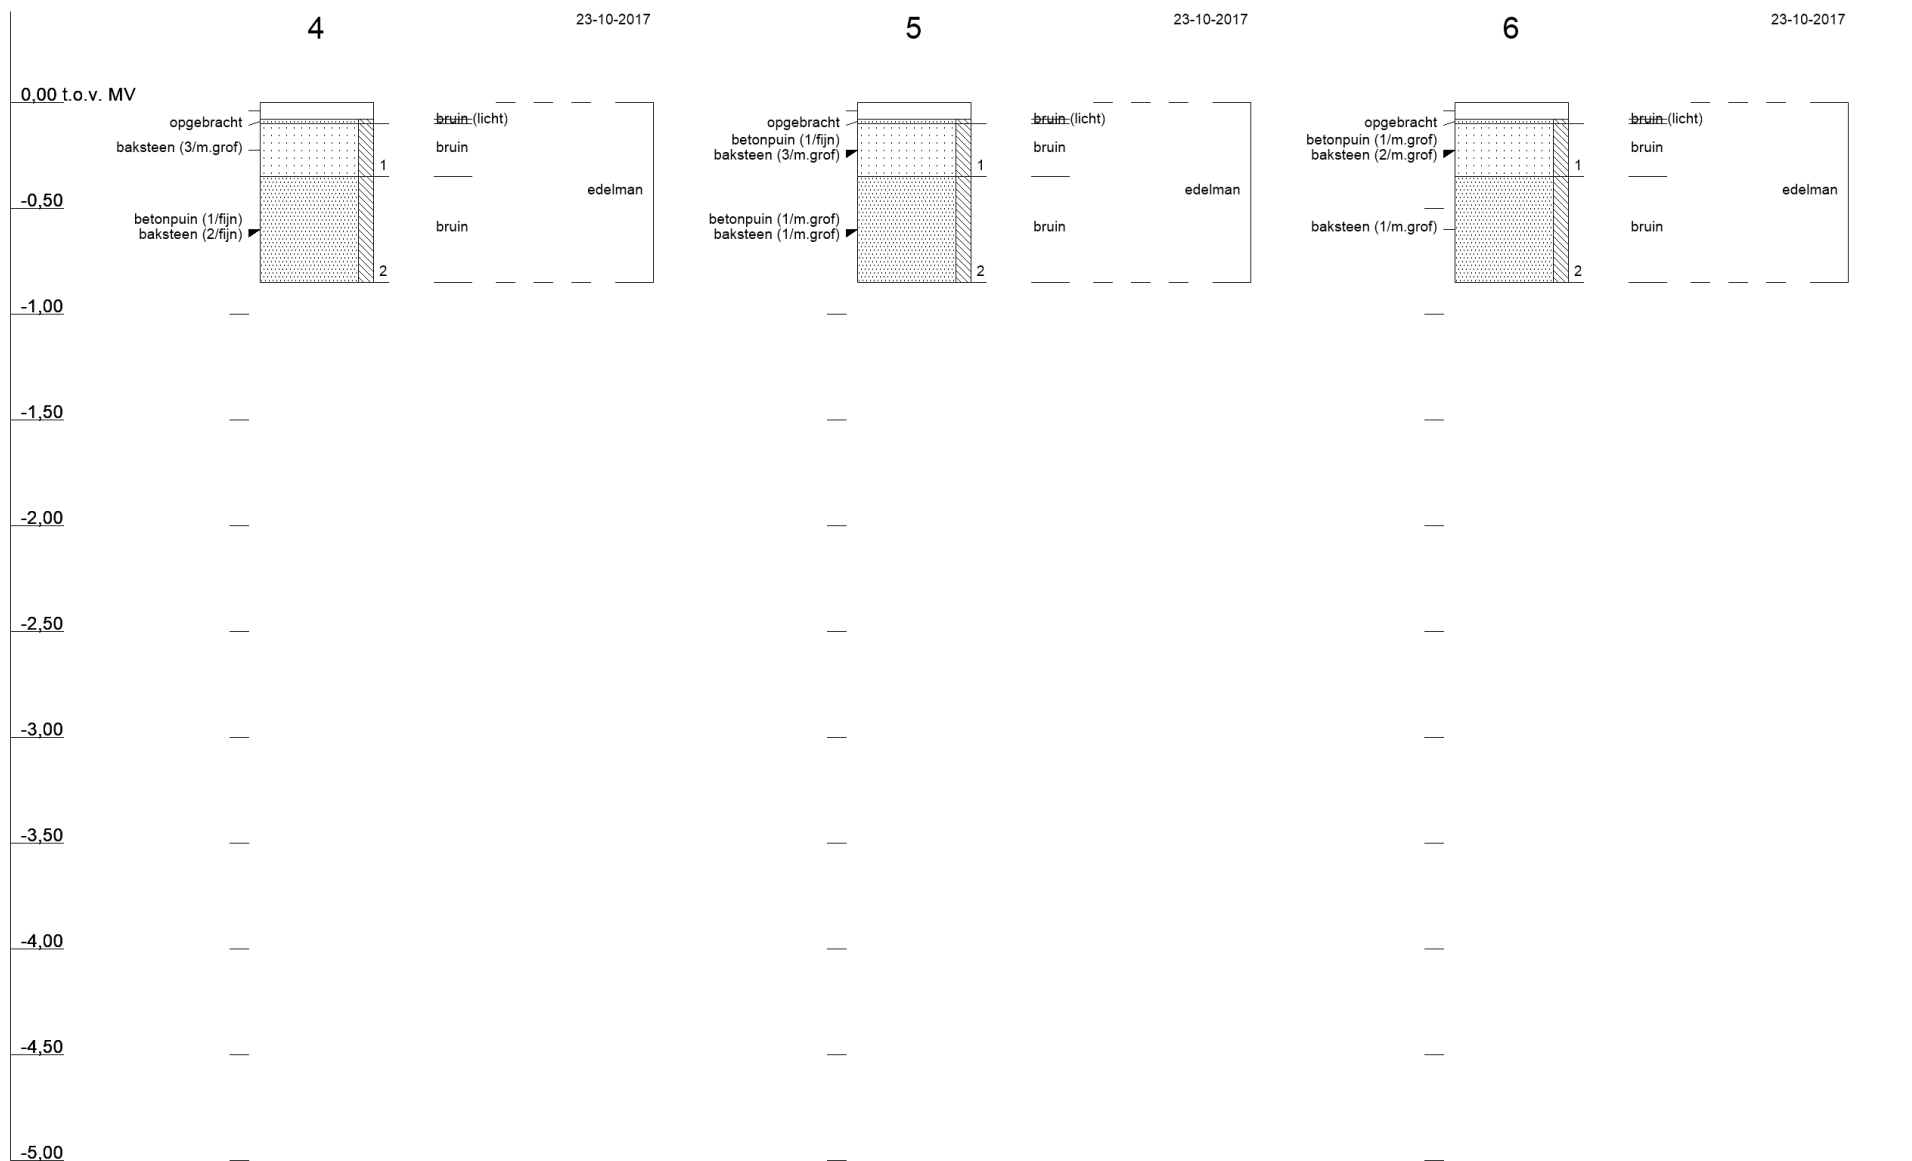 4
23-10-2017
5
23-10-2017
6
23-10-2017
0,00 t.o.v. MV
opgebracht
baksteen (3/m.grof)
betonpuin (1/fijn)
baksteen (2/fijn)
1
2
bruin (licht)
bruin
bruin
edelman
opgebracht
betonpuin (1/fijn)
baksteen (3/m.grof)
betonpuin (1/m.grof)
baksteen (1/m.grof)
1
2
bruin (licht)
bruin
bruin
edelman
opgebracht
betonpuin (1/m.grof)
baksteen (2/m.grof)
baksteen (1/m.grof)
1
2
bruin (licht)
bruin
bruin
edelman
-0,50
-1,00
-1,50
-2,00
-2,50
-3,00
-3,50
-4,00
-4,50
-5,00